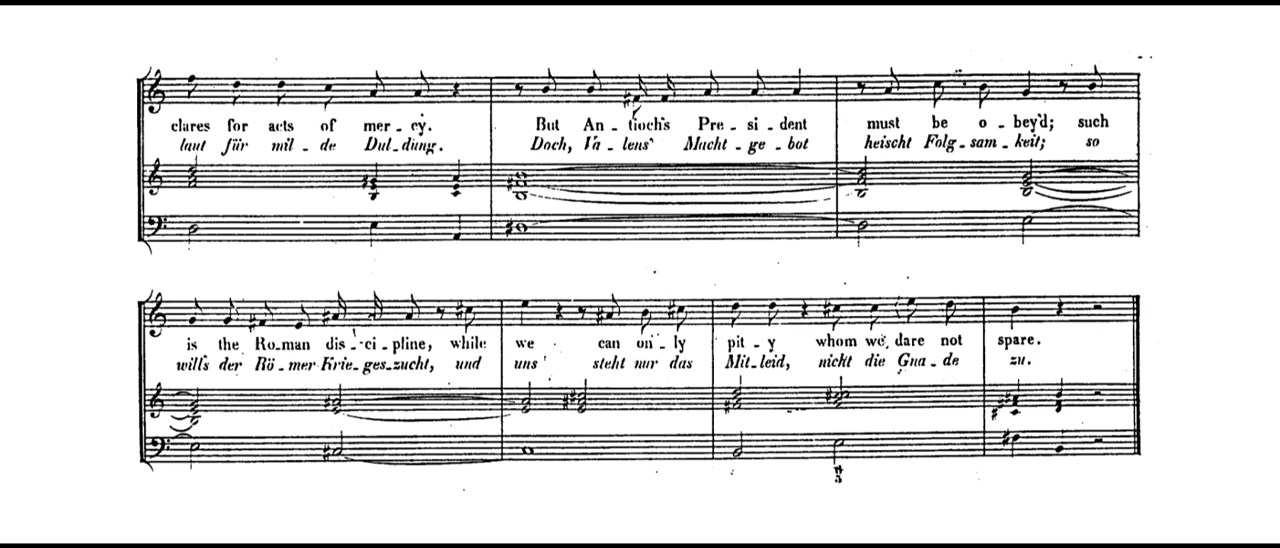 clares for acts of mer - cy. But An - tioch's Pre - si - dent must be o - bey'd; such
laut für mil - de Dul - dung. Doch, Va - lens' Macht - ge - bot heischt Folg - sam - keit; so
is the Ro - man dis - ci - pline, while we can on - ly pit - y whom we dare not spare.
will's der Rö - mer Krie - ges - zucht, und uns steht nur das Mit - leid, nicht die Gna - de zu.
5